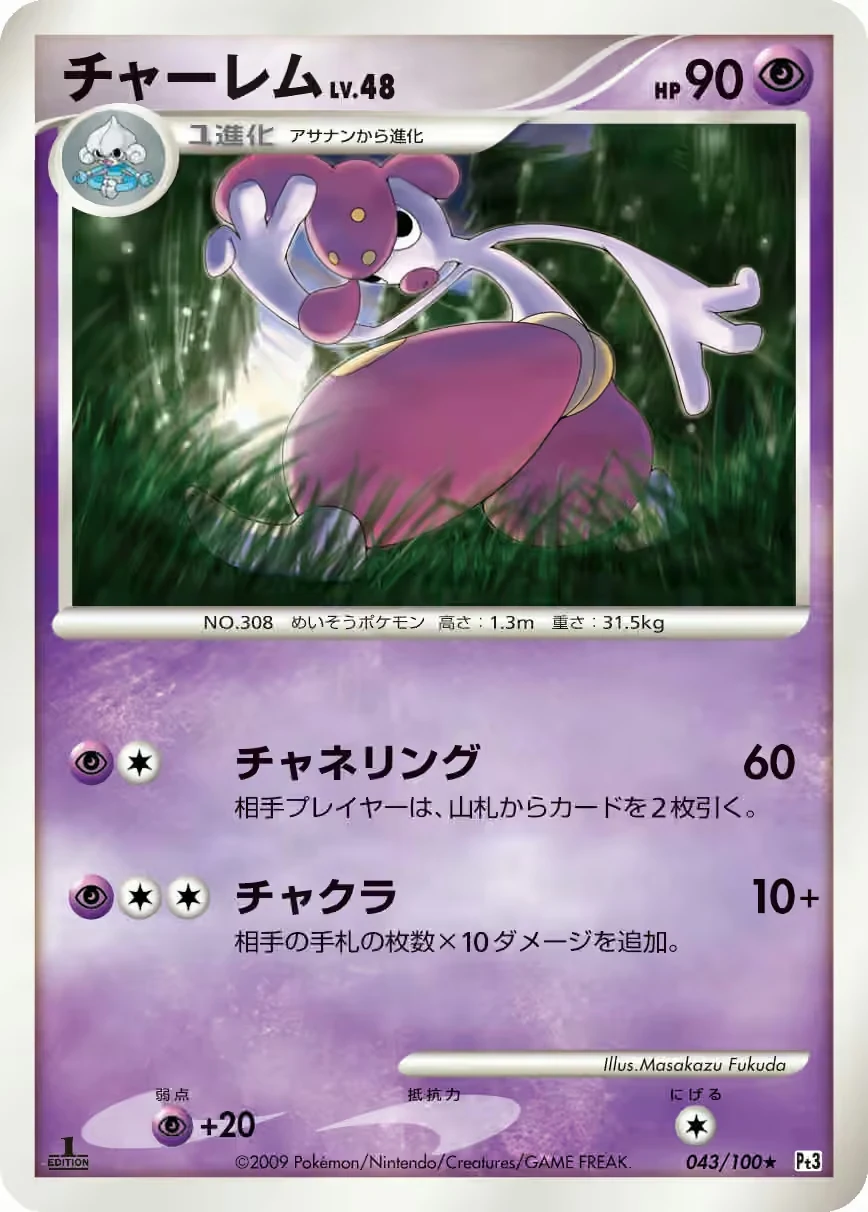 チャーレム LV.48 HP 90
1進化 アサナンから進化
NO.308 めいそうポケモン 高さ : 1.3m 重さ : 31.5kg
チャネリング 60
相手プレイヤーは、山札からカードを2枚引く。
チャクラ 10+
相手の手札の枚数×10ダメージを追加。
Illus.Masakazu Fukuda
弱点 抵抗力 にげる
+20
1 EDITION ©2009 Pokémon/Nintendo/Creatures/GAME FREAK. 043/100★ Pt3